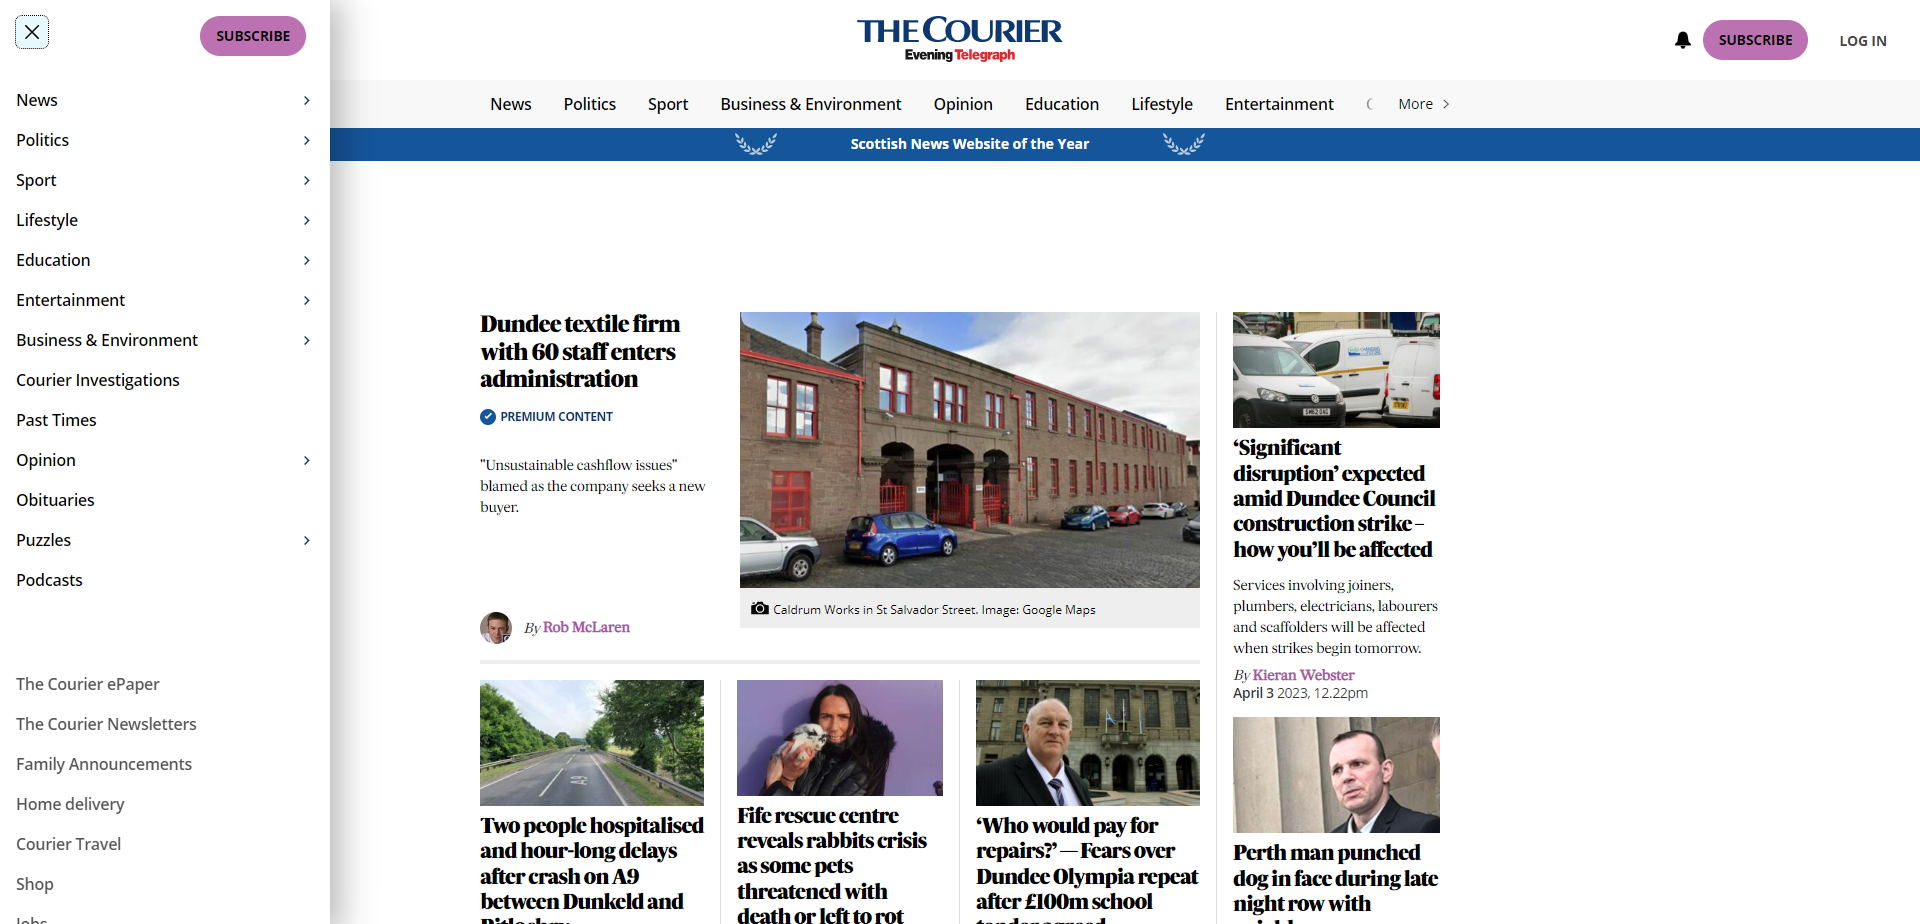 SUBSCRIBE
News
Politics
Sport
Lifestyle
Education
Entertainment
Business & Environment
Courier Investigations
Past Times
Opinion
Obituaries
Puzzles
Podcasts
The Courier ePaper
The Courier Newsletters
Family Announcements
Home delivery
Courier Travel
Shop
Jobs
THE COURIER
Evening Telegraph
SUBSCRIBE
LOG IN
News Politics Sport Business & Environment Opinion Education Lifestyle Entertainment More
Scottish News Website of the Year
Dundee textile firm
with 60 staff enters
administration
PREMIUM CONTENT
"Unsustainable cashflow issues"
blamed as the company seeks a new
buyer.
By Rob McLaren
Caldrum Works in St Salvador Street. Image: Google Maps
‘Significant
disruption’ expected
amid Dundee Council
construction strike –
how you’ll be affected
Services involving joiners,
plumbers, electricians, labourers
and scaffolders will be affected
when strikes begin tomorrow.
By Kieran Webster
April 3 2023, 12.22pm
A9
Two people hospitalised
and hour-long delays
after crash on A9
between Dunkeld and
Pitlochry
Fife rescue centre
reveals rabbits crisis
as some pets
threatened with
death or left to rot
‘Who would pay for
repairs?’ — Fears over
Dundee Olympia repeat
after £100m school
tender agreed
Perth man punched
dog in face during late
night row with